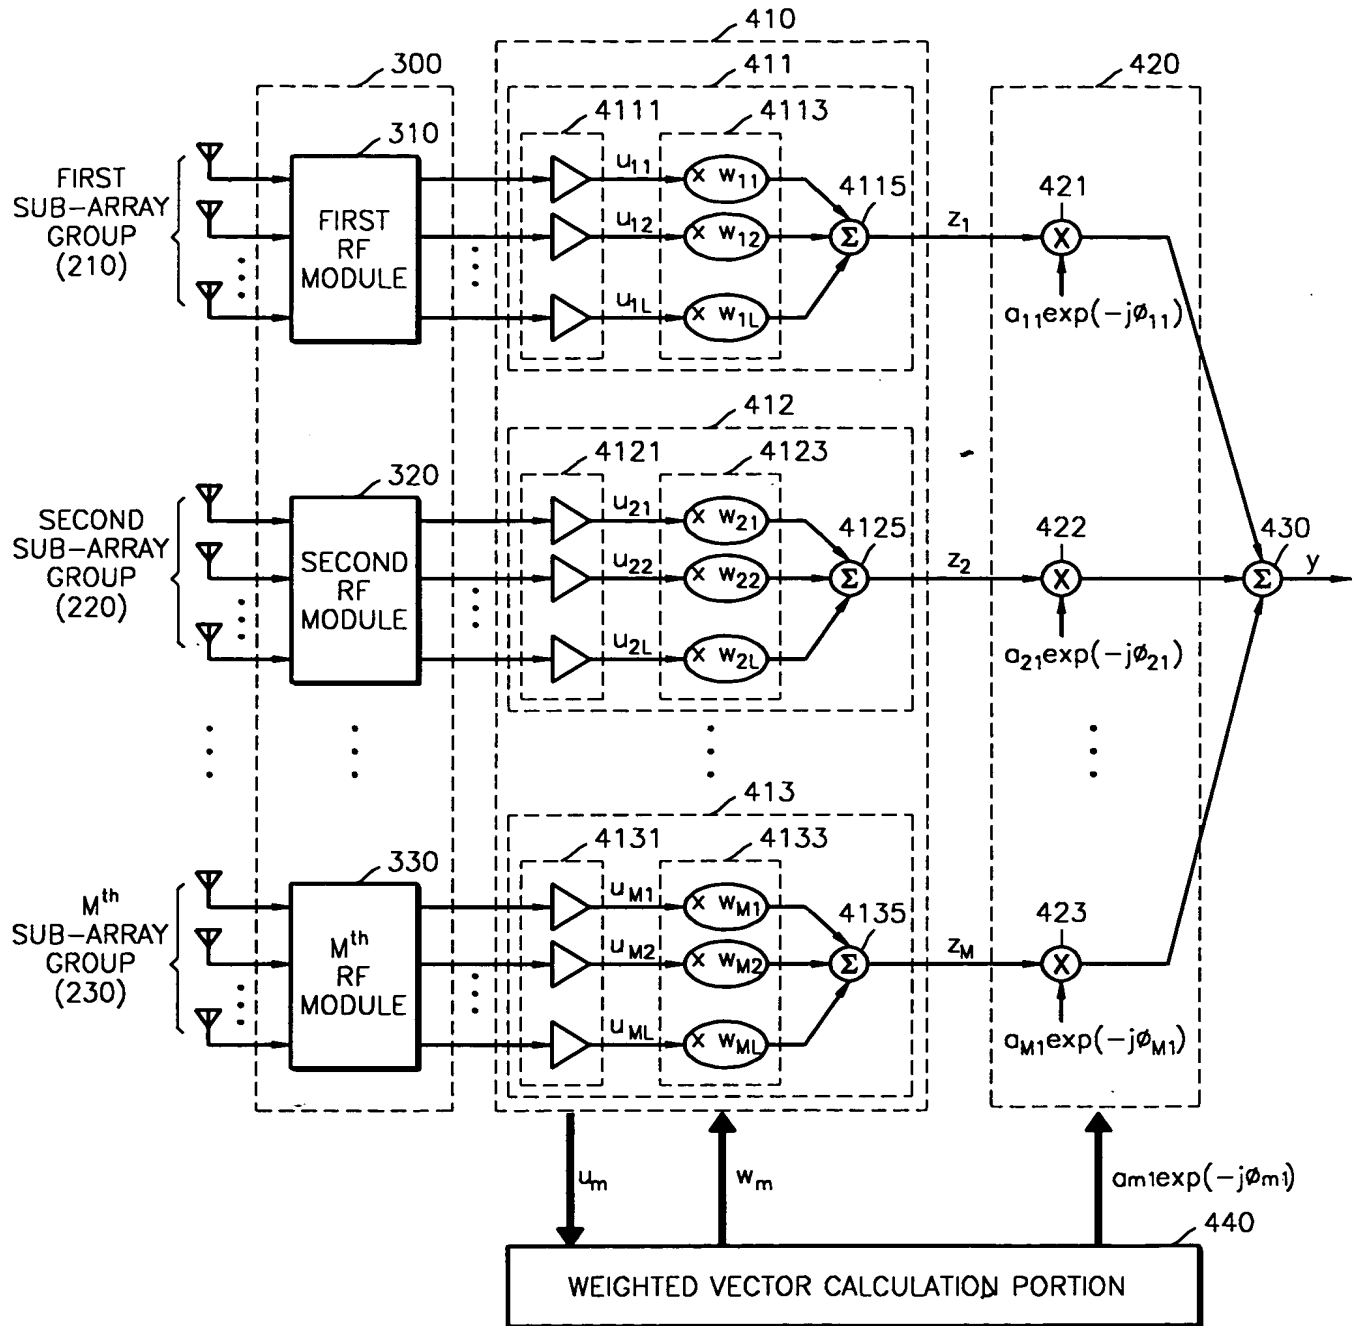 410
300
411
420
310
4111
4113
FIRST
SUB-ARRAY
GROUP
(210)
FIRST
RF
MODULE
u11
× w11
u12
× w12
u1L
× w1L
4115
Σ
z1
421
X
a11exp(-jø11)
412
4121
4123
320
SECOND
SUB-ARRAY
GROUP
(220)
SECOND
RF
MODULE
u21
× w21
u22
× w22
u2L
× w2L
4125
Σ
z2
422
X
a21exp(-jø21)
430
Σ
y
413
4131
4133
330
Mth
SUB-ARRAY
GROUP
(230)
Mth
RF
MODULE
uM1
× wM1
uM2
× wM2
uML
× wML
4135
Σ
zM
423
X
aM1exp(-jøM1)
um
wm
am1exp(-jøm1)
440
WEIGHTED VECTOR CALCULATION PORTION